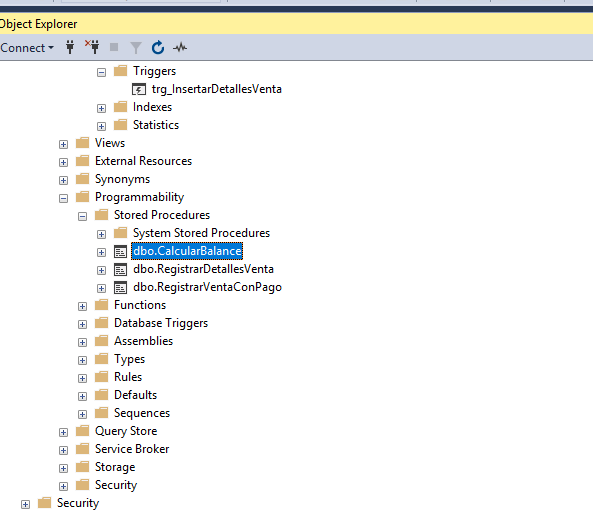 Object Explorer
Connect
Triggers
trg_InsertarDetallesVenta
Indexes
Statistics
Views
External Resources
Synonyms
Programmability
Stored Procedures
System Stored Procedures
dbo.CalcularBalance
dbo.RegistrarDetallesVenta
dbo.RegistrarVentaConPago
Functions
Database Triggers
Assemblies
Types
Rules
Defaults
Sequences
Query Store
Service Broker
Storage
Security
Security